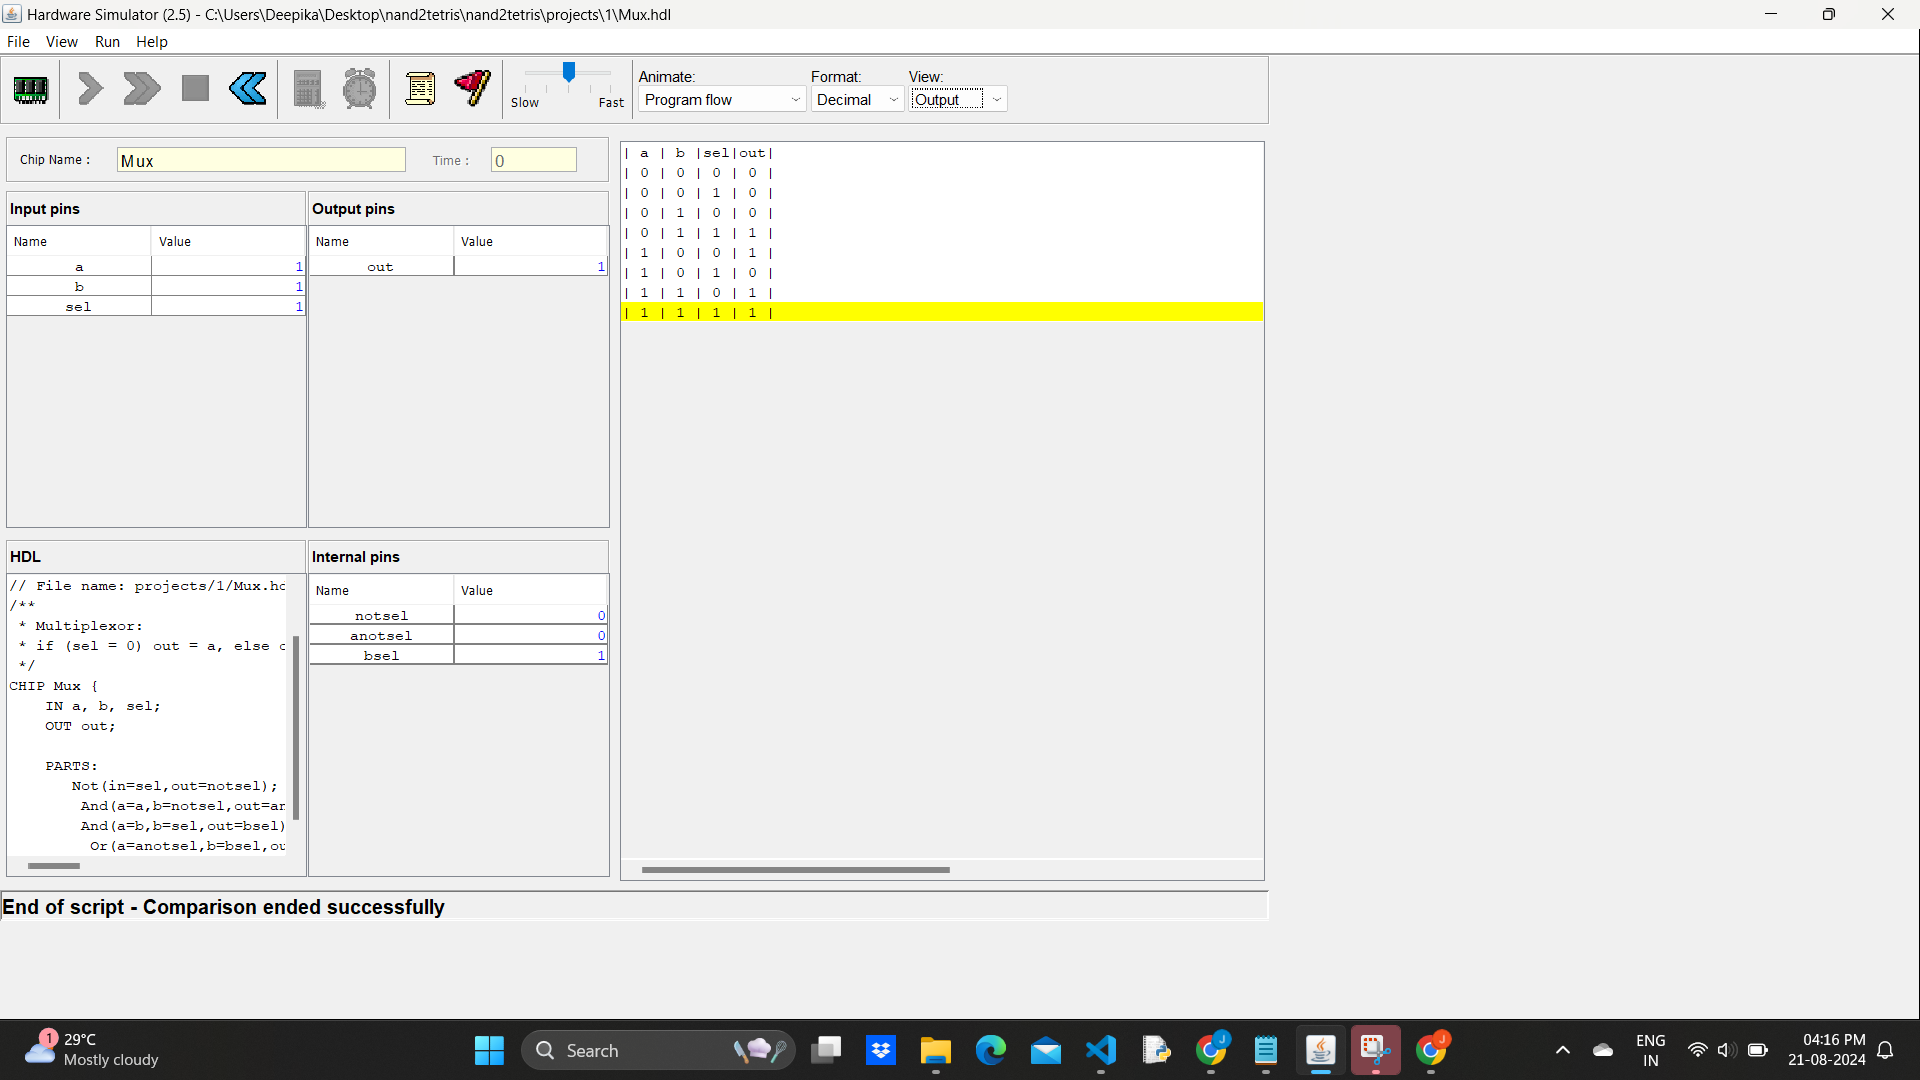 Hardware Simulator (2.5) - C:\Users\Deepika\Desktop\nand2tetris\nand2tetris\projects\1\Mux.hdl
File View Run Help
Slow Fast
Animate: Format: View:
Program flow Decimal Output
Chip Name : Mux Time : 0
Input pins
Name Value
a 1
b 1
sel 1
Output pins
Name Value
out 1
HDL
// File name: projects/1/Mux.hd
/**
* Multiplexor:
* if (sel = 0) out = a, else o
*/
CHIP Mux {
IN a, b, sel;
OUT out;
PARTS:
Not(in=sel,out=notsel);
And(a=a,b=notsel,out=an
And(a=b,b=sel,out=bsel)
Or(a=anotsel,b=bsel,ou
Internal pins
Name Value
notsel 0
anotsel 0
bsel 1
| a | b |sel|out|
| 0 | 0 | 0 | 0 |
| 0 | 0 | 1 | 0 |
| 0 | 1 | 0 | 0 |
| 0 | 1 | 1 | 1 |
| 1 | 0 | 0 | 1 |
| 1 | 0 | 1 | 0 |
| 1 | 1 | 0 | 1 |
| 1 | 1 | 1 | 1 |
End of script - Comparison ended successfully
1
29°C
Mostly cloudy
Search
J
J
ENG
IN
04:16 PM
21-08-2024